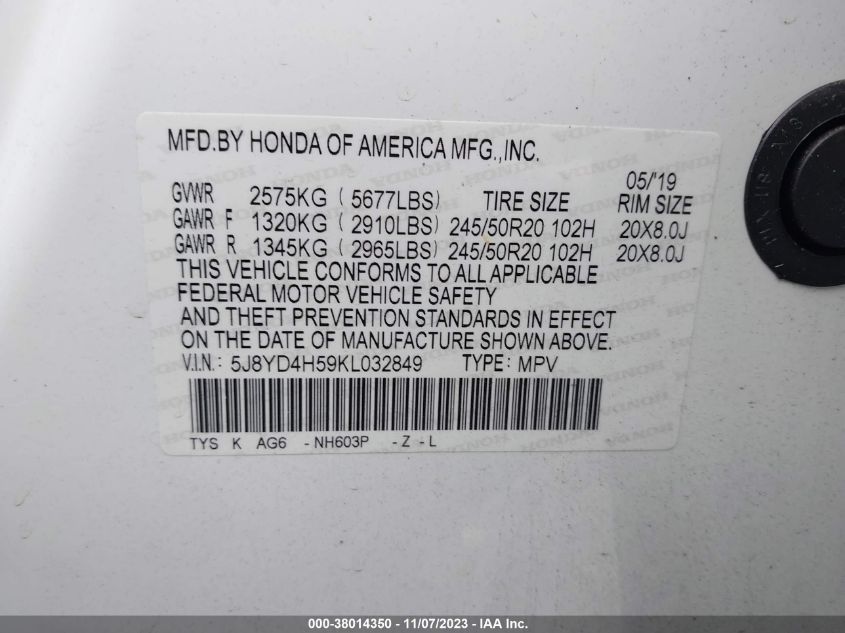 MFD.BY HONDA OF AMERICA MFG.,INC.
05/'19
GVWR 2575KG ( 5677LBS) TIRE SIZE RIM SIZE
GAWR F 1320KG ( 2910LBS) 245/50R20 102H 20X8.0J
GAWR R 1345KG ( 2965LBS) 245/50R20 102H 20X8.0J
THIS VEHICLE CONFORMS TO ALL APPLICABLE
FEDERAL MOTOR VEHICLE SAFETY
AND THEFT PREVENTION STANDARDS IN EFFECT
ON THE DATE OF MANUFACTURE SHOWN ABOVE.
V.I.N.: 5J8YD4H59KL032849 TYPE: MPV
TYS K AG6 -NH603P -Z -L
000-38014350 - 11/07/2023 - IAA Inc.